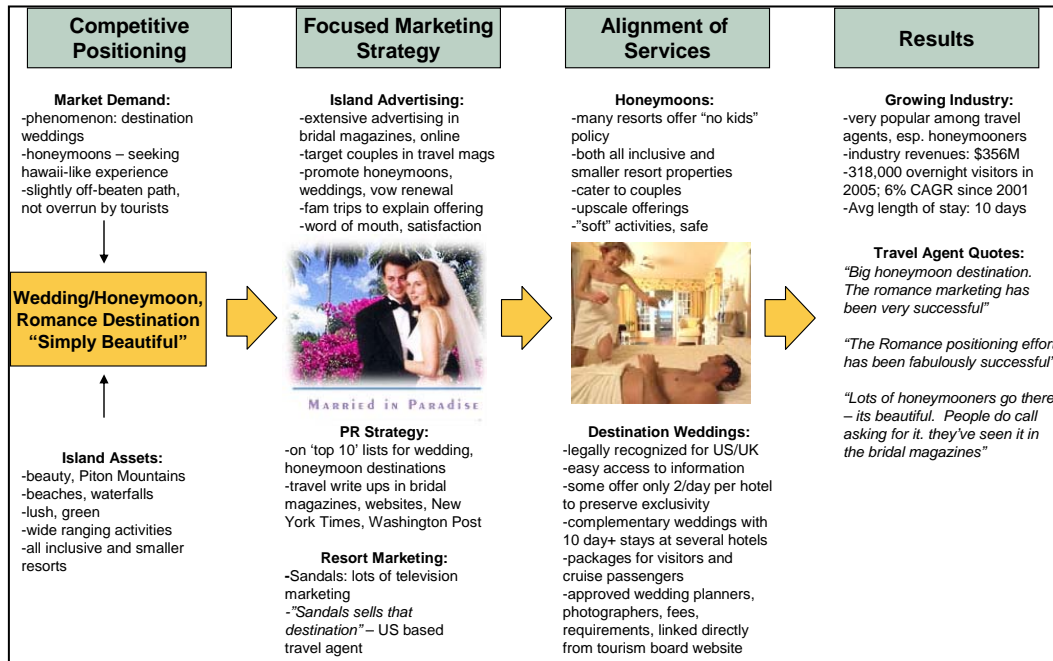 Competitive
Positioning
Focused Marketing
Strategy
Alignment of
Services
Results
Market Demand:
-phenomenon: destination
weddings
-honeymoons – seeking
hawaii-like experience
-slightly off-beaten path,
not overrun by tourists
Wedding/Honeymoon,
Romance Destination
“Simply Beautiful”
Island Assets:
-beauty, Piton Mountains
-beaches, waterfalls
-lush, green
-wide ranging activities
-all inclusive and smaller
resorts
Island Advertising:
-extensive advertising in
bridal magazines, online
-target couples in travel mags
-promote honeymoons,
weddings, vow renewal
-fam trips to explain offering
-word of mouth, satisfaction
MARRIED IN PARADISE
PR Strategy:
-on ‘top 10’ lists for wedding,
honeymoon destinations
-travel write ups in bridal
magazines, websites, New
York Times, Washington Post
Resort Marketing:
-Sandals: lots of television
marketing
-”Sandals sells that
destination” – US based
travel agent
Honeymoons:
-many resorts offer “no kids”
policy
-both all inclusive and
smaller resort properties
-cater to couples
-upscale offerings
-”soft” activities, safe
Destination Weddings:
-legally recognized for US/UK
-easy access to information
-some offer only 2/day per hotel
to preserve exclusivity
-complementary weddings with
10 day+ stays at several hotels
-packages for visitors and
cruise passengers
-approved wedding planners,
photographers, fees,
requirements, linked directly
from tourism board website
Growing Industry:
-very popular among travel
agents, esp. honeymooners
-industry revenues: $356M
-318,000 overnight visitors in
2005; 6% CAGR since 2001
-Avg length of stay: 10 days
Travel Agent Quotes:
“Big honeymoon destination.
The romance marketing has
been very successful”
“The Romance positioning effort
has been fabulously successful”
“Lots of honeymooners go there
– its beautiful. People do call
asking for it. they’ve seen it in
the bridal magazines”